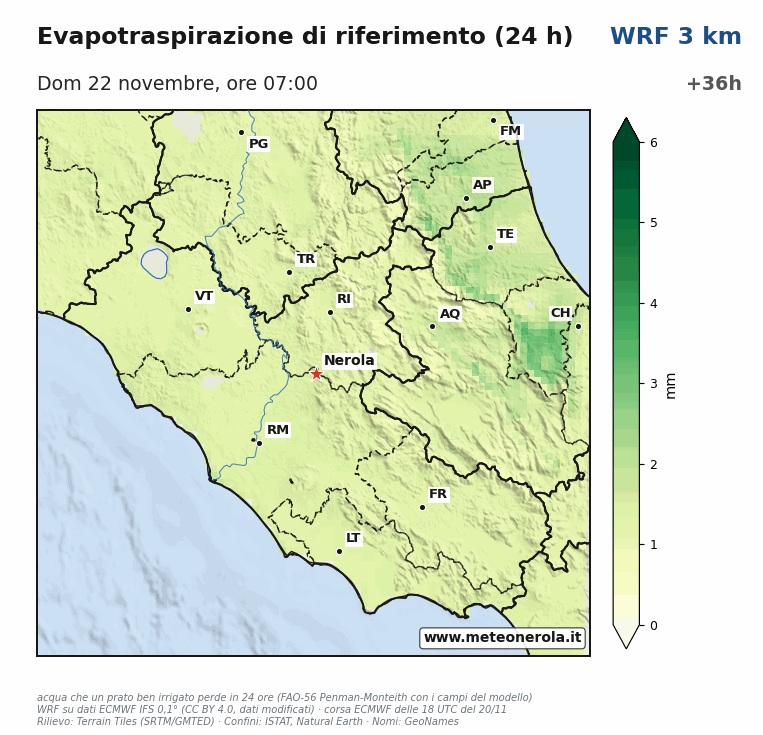 Evapotraspirazione di riferimento (24 h) WRF 3 km
Dom 22 novembre, ore 07:00 +36h
FM
PG
AP
TE
TR
VT
RI
AQ
CH
Nerola
RM
FR
LT
www.meteonerola.it
6
5
4
3
2
1
0
mm
acqua che un prato ben irrigato perde in 24 ore (FAO-56 Penman-Monteith con i campi del modello)
WRF su dati ECMWF IFS 0,1° (CC BY 4.0, dati modificati) · corsa ECMWF delle 18 UTC del 20/11
Rilievo: Terrain Tiles (SRTM/GMTED) · Confini: ISTAT, Natural Earth · Nomi: GeoNames